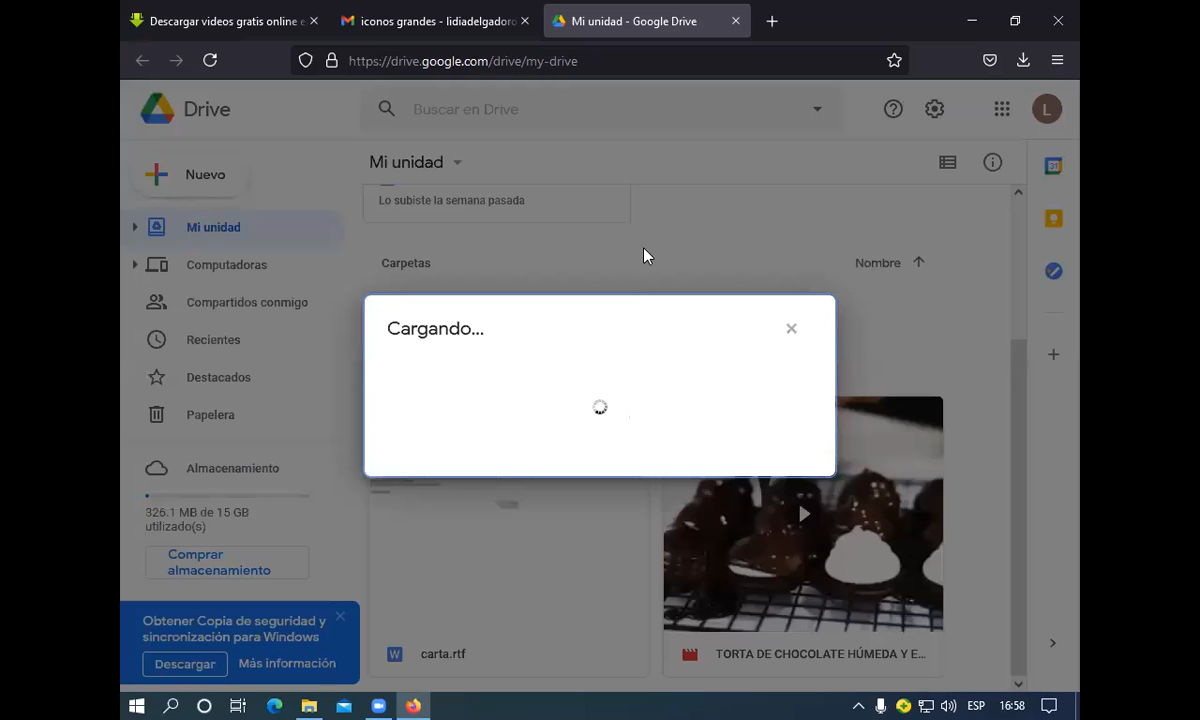 Descargar videos gratis online e
iconos grandes - lidiadelgadoro
Mi unidad - Google Drive
https://drive.google.com/drive/my-drive
Drive
Buscar en Drive
L
Nuevo
Mi unidad
31
Lo subiste la semana pasada
Mi unidad
Computadoras
Carpetas
Nombre
Compartidos conmigo
Cargando...
Recientes
Destacados
Papelera
Almacenamiento
326.1 MB de 15 GB
utilizado(s)
Comprar
almacenamiento
Obtener Copia de seguridad y
sincronización para Windows
Descargar
Más información
W
carta.rtf
TORTA DE CHOCOLATE HÚMEDA Y E...
ESP
16:58